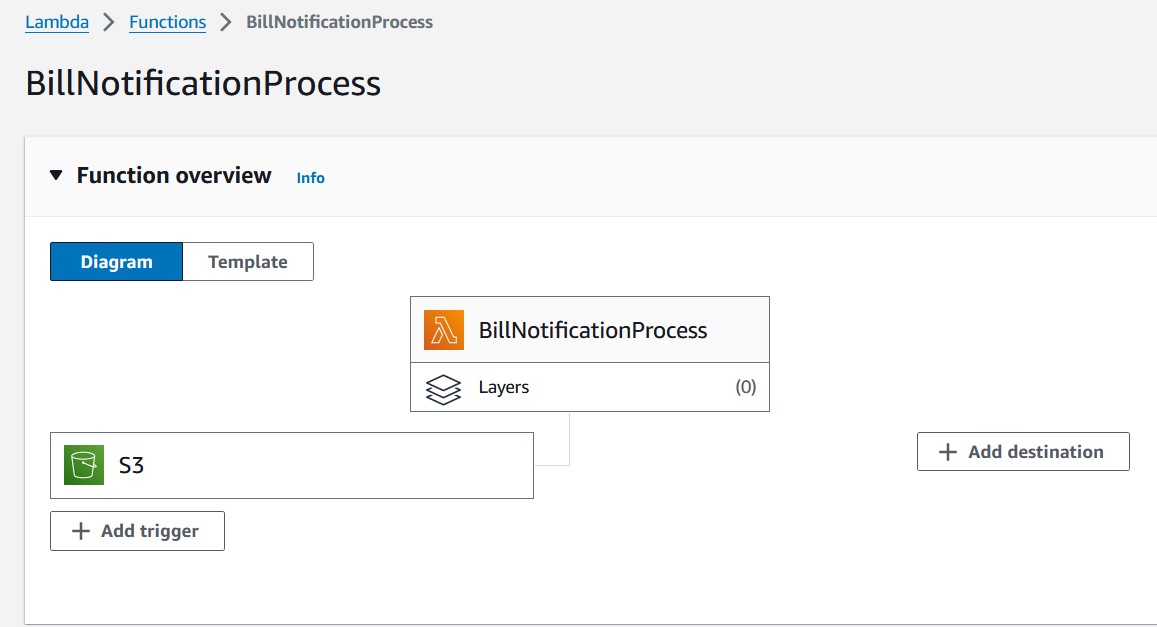 Lambda > Functions > BillNotificationProcess
BillNotificationProcess
Function overview Info
Diagram Template
BillNotificationProcess
Layers (0)
S3
+ Add destination
+ Add trigger